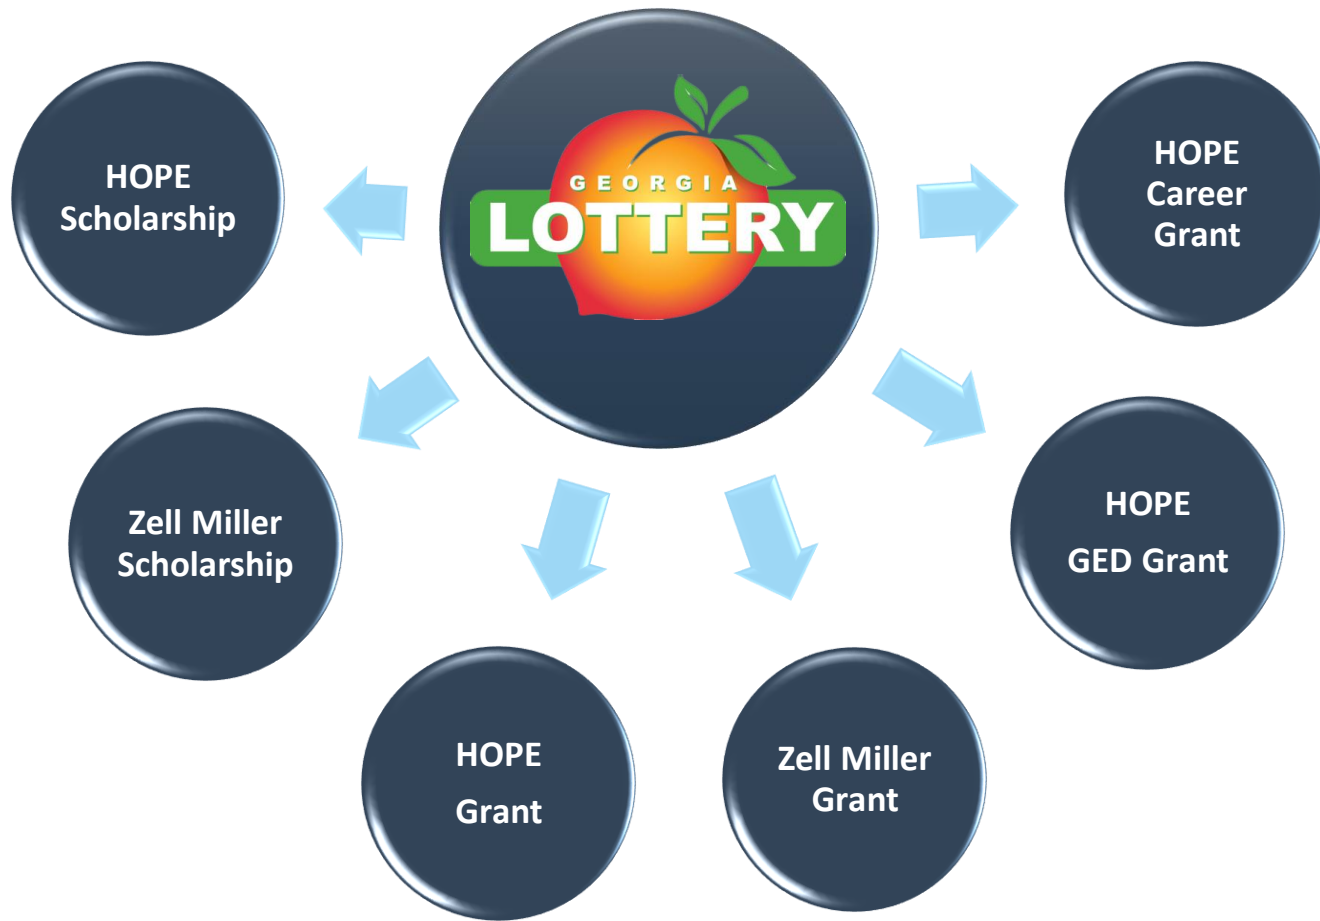 GEORGIA
LOTTERY
HOPE
Scholarship
HOPE
Career
Grant
Zell Miller
Scholarship
HOPE
GED Grant
HOPE
Grant
Zell Miller
Grant